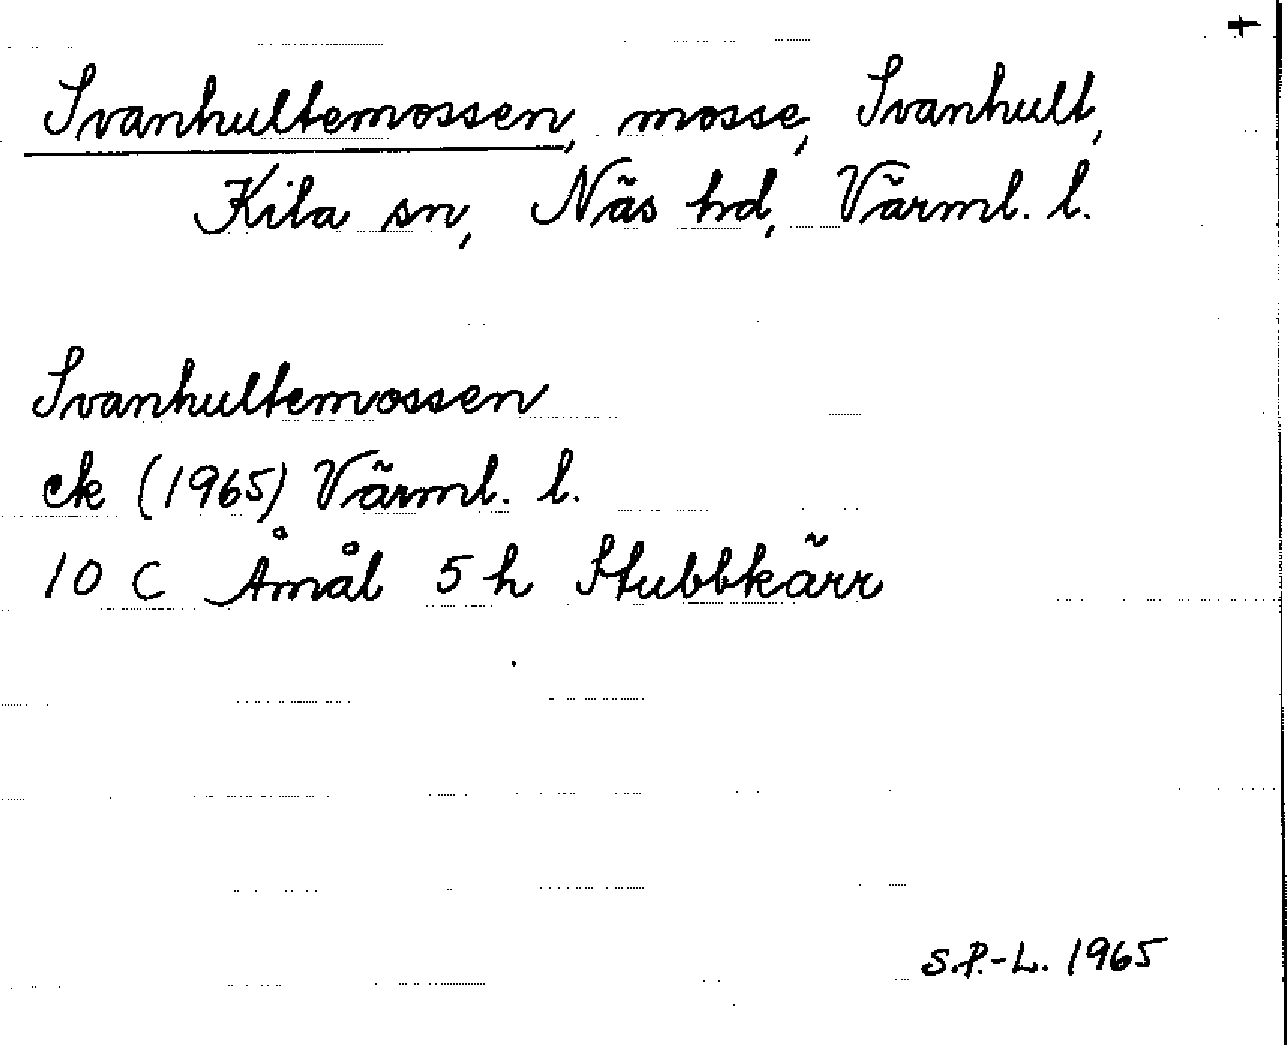 +
Svanhultemossen, mosse, Svanhult,
Kila sn, Näs hd, Värml. l.
Svanhultemossen
ek (1965) Värml. l.
10 C Åmål 5 h Stubbkärr
S.P.-L. 1965